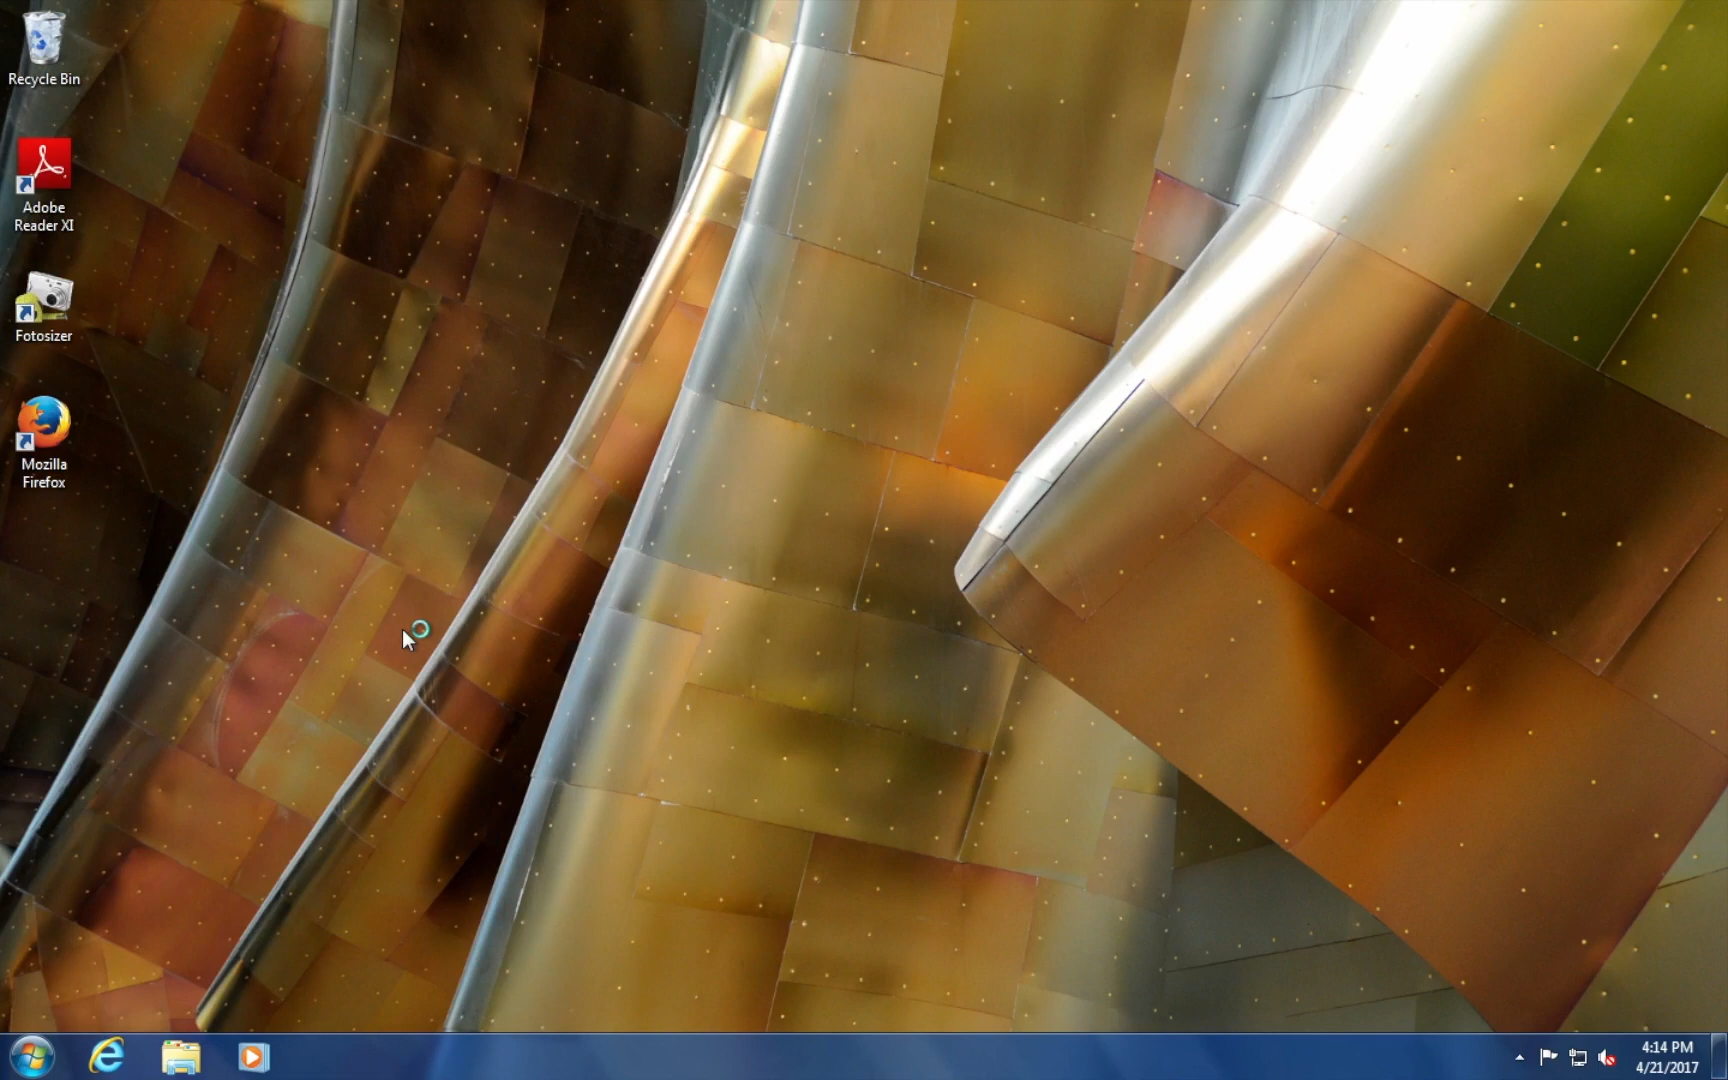 Recycle Bin
Adobe
Reader XI
Fotosizer
Mozilla
Firefox
4:14 PM
4/21/2017